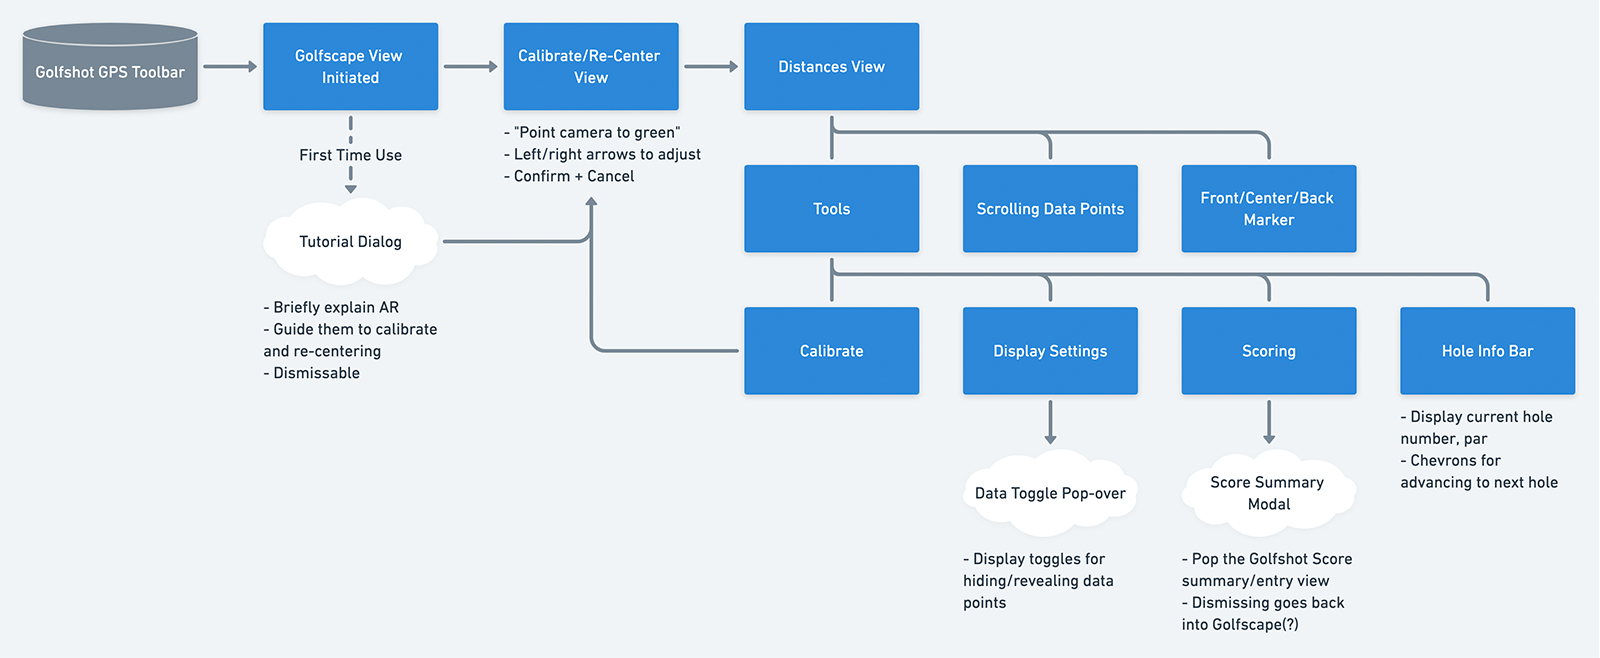 Golfshot GPS Toolbar
Golfscape View
Initiated
Calibrate/Re-Center
View
Distances View
- "Point camera to green"
- Left/right arrows to adjust
- Confirm + Cancel
First Time Use
Tutorial Dialog
- Briefly explain AR
- Guide them to calibrate
and re-centering
- Dismissable
Tools
Scrolling Data Points
Front/Center/Back
Marker
Calibrate
Display Settings
Scoring
Hole Info Bar
- Display current hole
number, par
- Chevrons for
advancing to next hole
Data Toggle Pop-over
- Display toggles for
hiding/revealing data
points
Score Summary
Modal
- Pop the Golfshot Score
summary/entry view
- Dismissing goes back
into Golfscape(?)